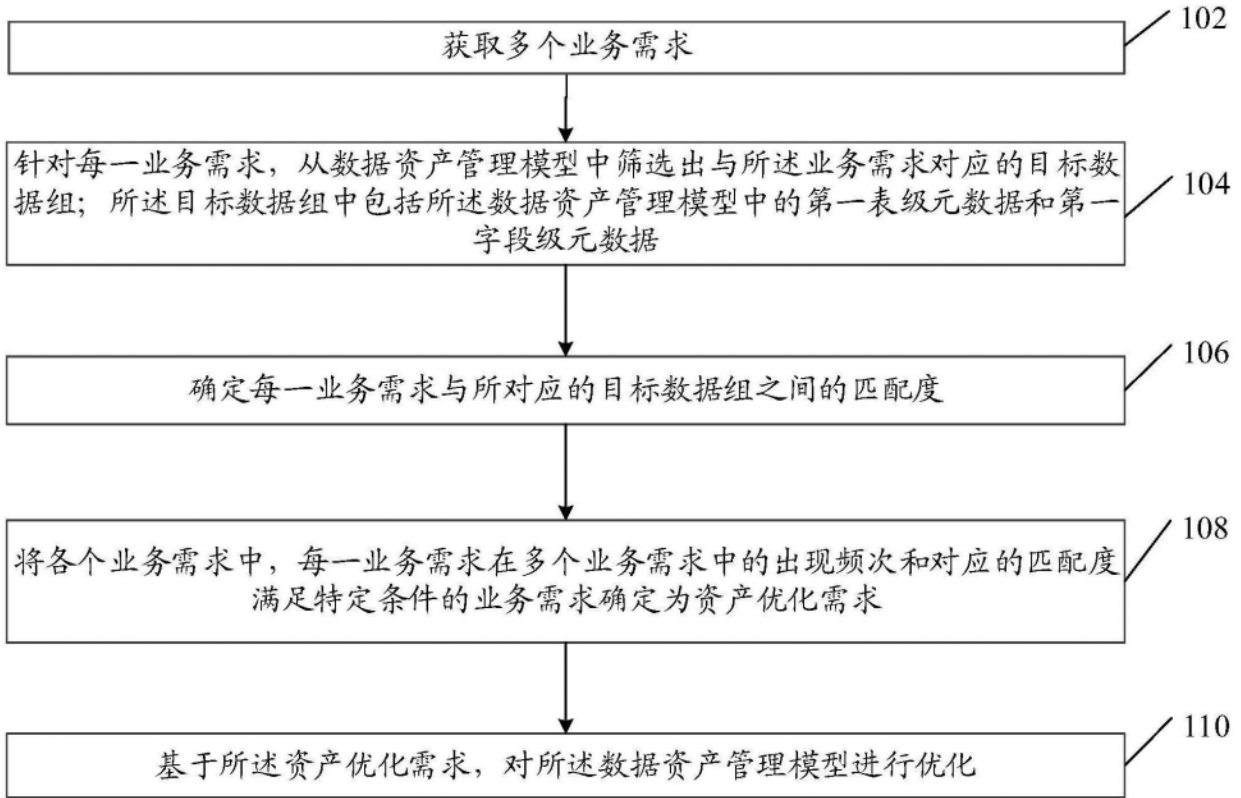 获取多个业务需求
102
针对每一业务需求，从数据资产管理模型中筛选出与所述业务需求对应的目标数
据组；所述目标数据组中包括所述数据资产管理模型中的第一表级元数据和第一
字段级元数据
104
确定每一业务需求与所对应的目标数据组之间的匹配度
106
将各个业务需求中，每一业务需求在多个业务需求中的出现频次和对应的匹配度
满足特定条件的业务需求确定为资产优化需求
108
基于所述资产优化需求，对所述数据资产管理模型进行优化
110